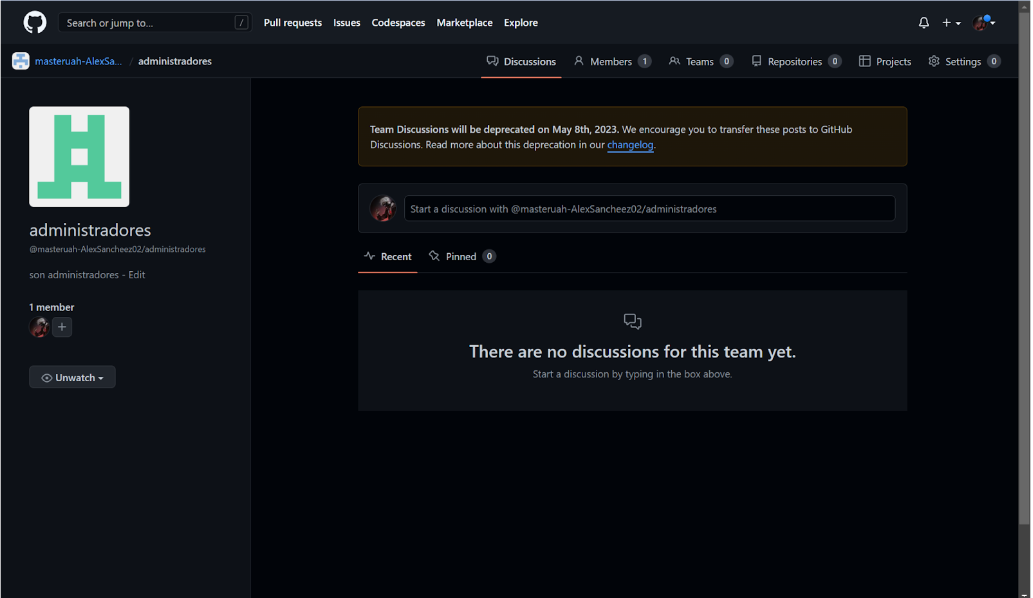 Search or jump to... /
Pull requests Issues Codespaces Marketplace Explore
masteruah-AlexSa... / administradores
Discussions Members 1 Teams 0 Repositories 0 Projects Settings 0
administradores
@masteruah-AlexSancheez02/administradores
son administradores - Edit
1 member
+
Unwatch
Team Discussions will be deprecated on May 8th, 2023. We encourage you to transfer these posts to GitHub
Discussions. Read more about this deprecation in our changelog.
Start a discussion with @masteruah-AlexSancheez02/administradores
Recent Pinned 0
There are no discussions for this team yet.
Start a discussion by typing in the box above.